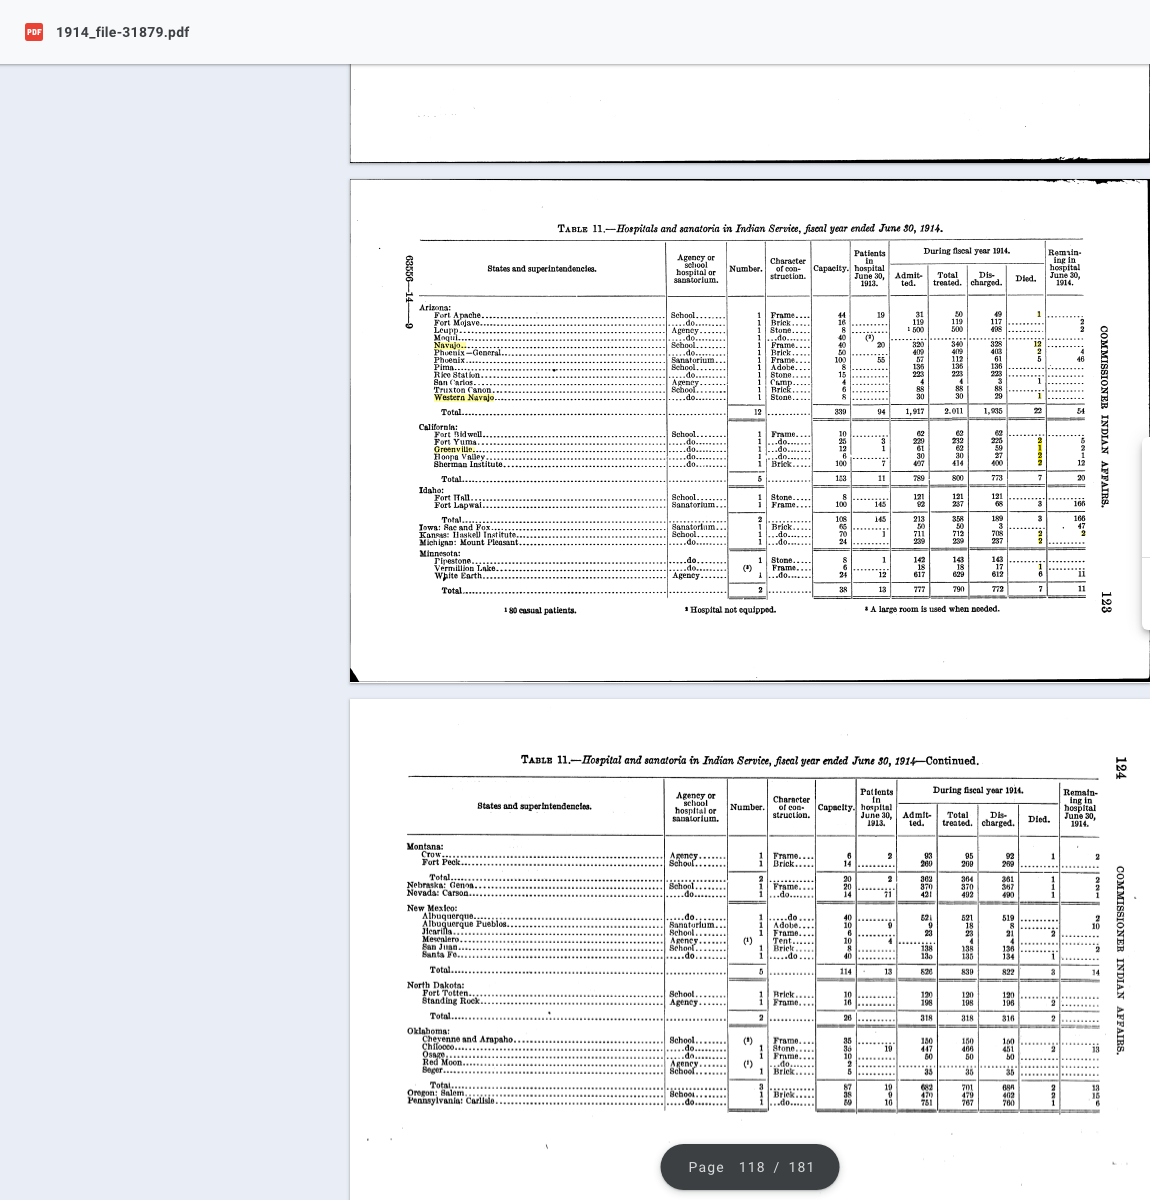 1914_file-31879.pdf
TABLE 11.—Hospitals and sanatoria in Indian Service, fiscal year ended June 30, 1914.
63556—14——9
States and superintendencies. Agency or school hospital or sanatorium. Number. Character of construction. Capacity. Patients in hospital June 30, 1913. During fiscal year 1914. Remaining in hospital June 30, 1914.
Admitted. Total treated. Discharged. Died.
Arizona:
Fort Apache School 1 Frame 44 19 31 50 49 1
Fort Mojave do 1 Brick 16 119 119 117 2
Leupp Agency 1 Stone 8 ¹ 500 500 498 2
Moqui do 1 do 40 (²)
Navajo School 1 Frame 40 20 320 340 328 12
Phoenix—General do 1 Brick 50 409 409 403 2 4
Phoenix Sanatorium 1 Frame 100 55 57 112 61 5 46
Pima School 1 Adobe 8 136 136 136
Rice Station do 1 Stone 15 223 223 223
San Carlos Agency 1 Camp 4 4 4 3 1
Truxton Canon School 1 Brick 6 88 88 88
Western Navajo do 1 Stone 8 30 30 29 1
Total 12 339 94 1,917 2,011 1,935 22 54
California:
Fort Bidwell School 1 Frame 10 62 62 62
Fort Yuma do 1 do 25 3 229 232 225 2 5
Greenville do 1 do 12 1 61 62 59 1 2
Hoopa Valley do 1 do 6 30 30 27 2 1
Sherman Institute do 1 Brick 100 7 407 414 400 2 12
Total 5 153 11 789 800 773 7 20
Idaho:
Fort Hall School 1 Stone 8 121 121 121
Fort Lapwai Sanatorium 1 Frame 100 145 92 237 68 3 166
Total 2 108 145 213 358 189 3 166
Iowa: Sac and Fox Sanatorium 1 Brick 65 50 50 3 47
Kansas: Haskell Institute School 1 do 70 1 711 712 708 2 2
Michigan: Mount Pleasant do 1 do 24 239 239 237 2
Minnesota:
Pipestone do 1 Stone 8 1 142 143 143
Vermillion Lake do (³) Frame 6 18 18 17 1
White Earth Agency 1 do 24 12 617 629 612 6 11
Total 2 38 13 777 790 772 7 11
¹ 80 casual patients. ² Hospital not equipped. ³ A large room is used when needed.
COMMISSIONER INDIAN AFFAIRS.
123
TABLE 11.—Hospital and sanatoria in Indian Service, fiscal year ended June 30, 1914—Continued.
124
States and superintendencies. Agency or school hospital or sanatorium. Number. Character of construction. Capacity. Patients in hospital June 30, 1913. During fiscal year 1914. Remaining in hospital June 30, 1914.
Admitted. Total treated. Discharged. Died.
Montana:
Crow Agency 1 Frame 6 2 93 95 92 1 2
Fort Peck School 1 Brick 14 269 269 269
Total 2 20 2 362 364 361 1 2
Nebraska: Genoa School 1 Frame 20 370 370 367 1 2
Nevada: Carson do 1 do 14 71 421 492 490 1 1
New Mexico:
Albuquerque do 1 do 40 521 521 519 2
Albuquerque Pueblos Sanatorium 1 Adobe 10 9 9 18 8 10
Jicarilla School 1 Frame 6 23 23 21 2
Mescalero Agency (¹) Tent 10 4 4 4
San Juan School 1 Brick 8 138 138 136 2
Santa Fe do 1 do 40 135 135 134 1
Total 5 114 13 826 839 822 3 14
North Dakota:
Fort Totten School 1 Brick 10 120 120 120
Standing Rock Agency 1 Frame 16 198 198 196 2
Total 2 26 318 318 316 2
Oklahoma:
Cheyenne and Arapaho School (²) Frame 35 150 150 150
Chilocco do 1 Stone 35 19 447 466 451 2 13
Osage do 1 Frame 10 50 50 50
Red Moon Agency (¹) do 2
Seger School 1 Brick 5 35 35 35
Total 3 87 19 682 701 686 2 13
Oregon: Salem School 1 Brick 38 9 470 479 462 2 15
Pennsylvania: Carlisle do 1 do 59 16 751 767 760 1 6
COMMISSIONER INDIAN AFFAIRS.
Page 118 / 181